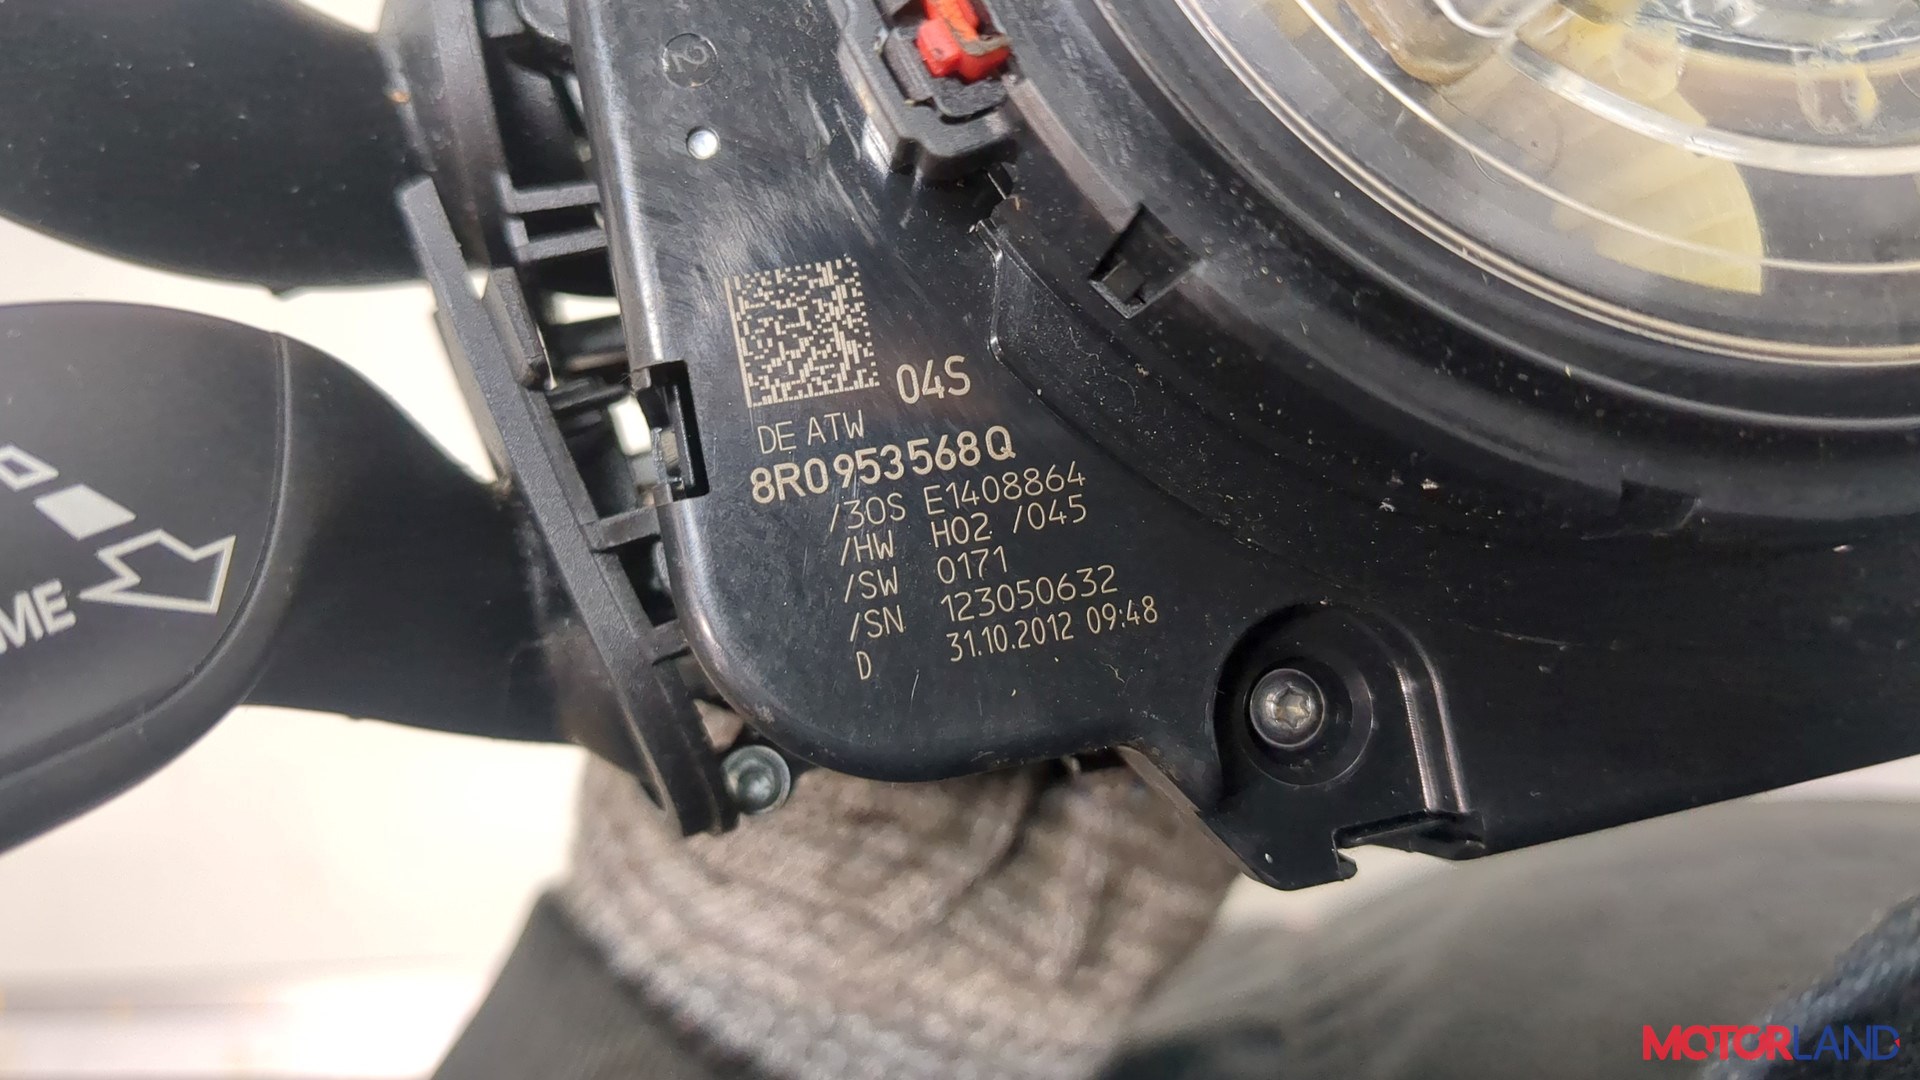 2
04S
DE ATW
8R0953568Q
/30S E1408864
/HW H02 /045
/SW 0171
/SN 123050632
D 31.10.2012 09:48
ME
MOTORLAND